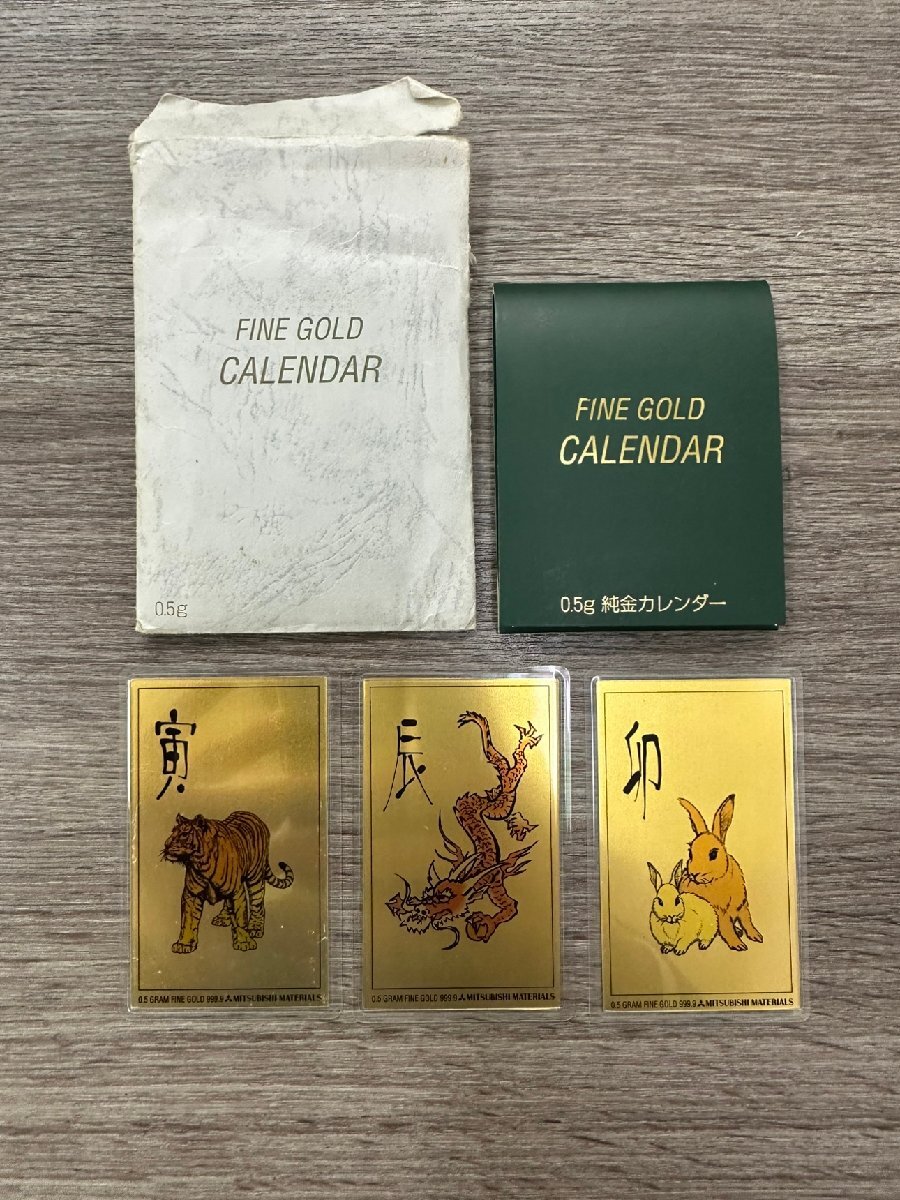 FINE GOLD
CALENDAR
0.5g
FINE GOLD
CALENDAR
0.5g 純金カレンダー
寅
0.5 GRAM FINE GOLD 999.9 MITSUBISHI MATERIALS
辰
0.5 GRAM FINE GOLD 999.9 MITSUBISHI MATERIALS
卯
0.5 GRAM FINE GOLD 999.9 MITSUBISHI MATERIALS